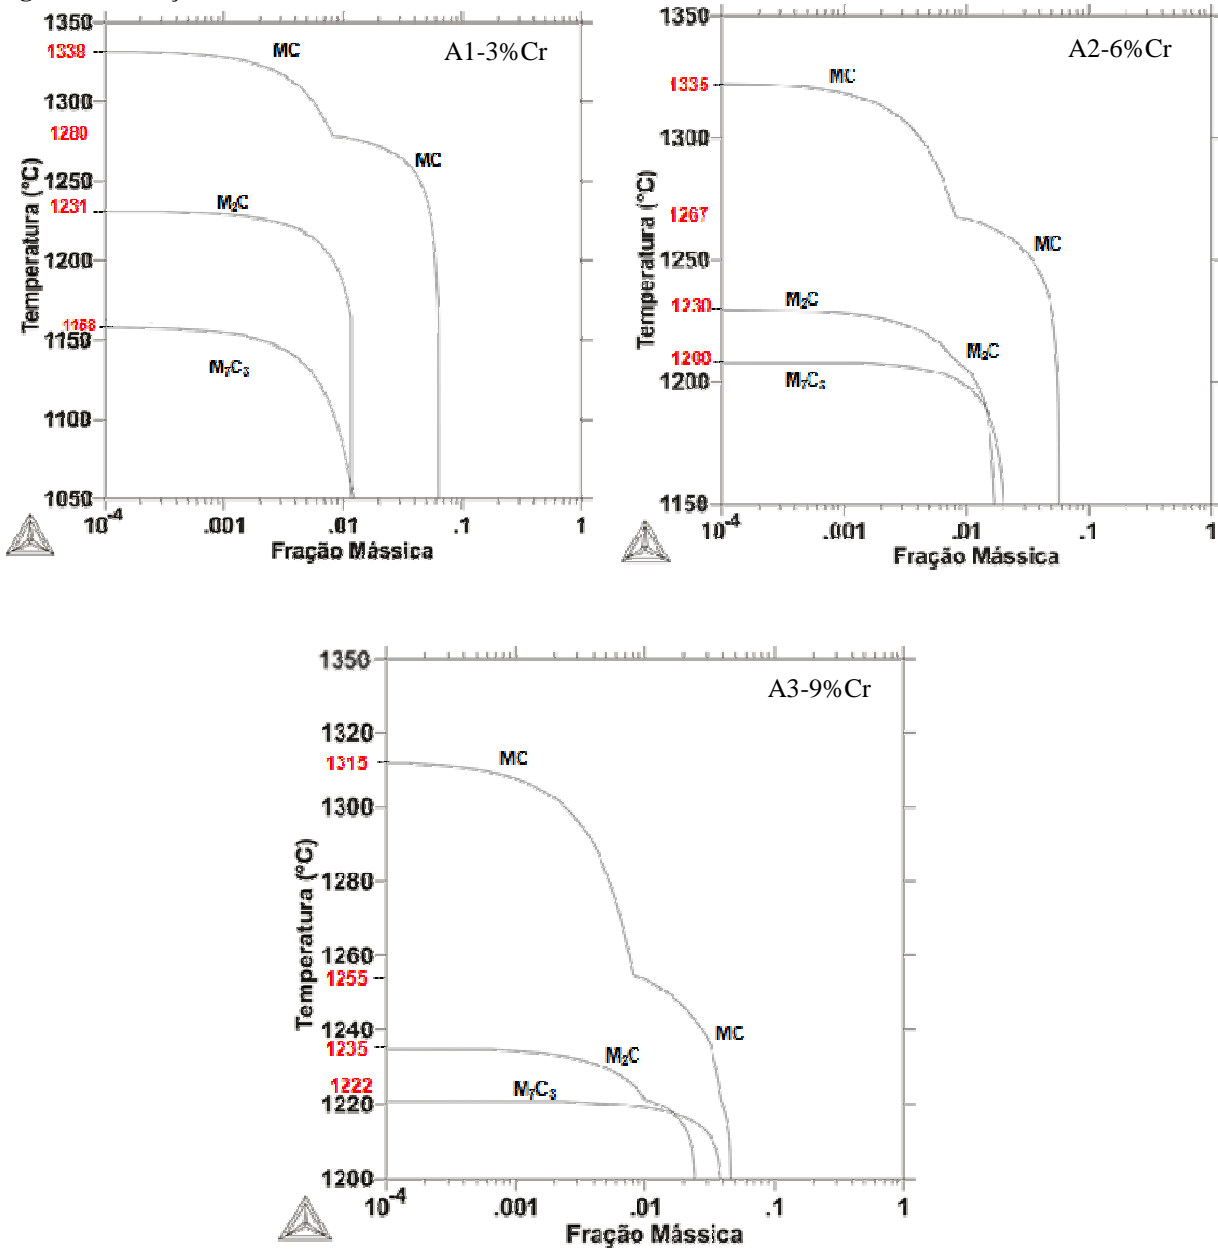 1350
1338
MC
A1-3%Cr
1300
1280
MC
1250
1231
M₂C
1200
1168
1150
M₇C₃
1100
1050
Temperatura (°C)
10⁻⁴ .001 .01 .1 1
Fração Mássica
1350
A2-6%Cr
1335
MC
1300
1267
MC
1250
1230
M₂C
M₂C
1200
1200
M₇C₃
1150
Temperatura (°C)
10⁻⁴ .001 .01 .1 1
Fração Mássica
1350
A3-9%Cr
1320
1315
MC
1300
1280
1260
1255
1240
MC
1235
M₂C
1222
M₇C₃
1220
1200
Temperatura (°C)
10⁻⁴ .001 .01 .1 1
Fração Mássica